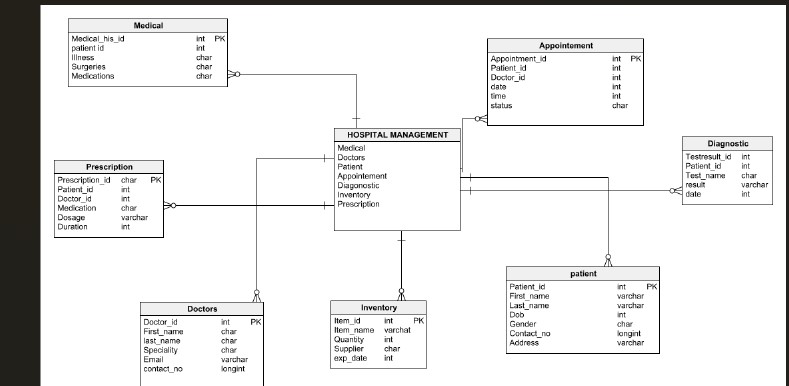 Medical
Medical_his_id int PK
patient id int
Illness char
Surgeries char
Medications char
Appointement
Appointment_id int PK
Patient_id int
Doctor_id int
date int
time int
status char
HOSPITAL MANAGEMENT
Medical
Doctors
Patient
Appointement
Diagonostic
Inventory
Prescription
Diagnostic
Testresult_id int
Patient_id int
Test_name char
result varchar
date int
Prescription
Prescription_id char PK
Patient_id int
Doctor_id int
Medication char
Dosage varchar
Duration int
patient
Patient_id int PK
First_name varchar
Last_name varchar
Dob int
Gender char
Contact_no longint
Address varchar
Doctors
Doctor_id int PK
First_name char
last_name char
Speciality char
Email varchar
contact_no longint
Inventory
Item_id int PK
Item_name varchat
Quantity int
Supplier char
exp_date int